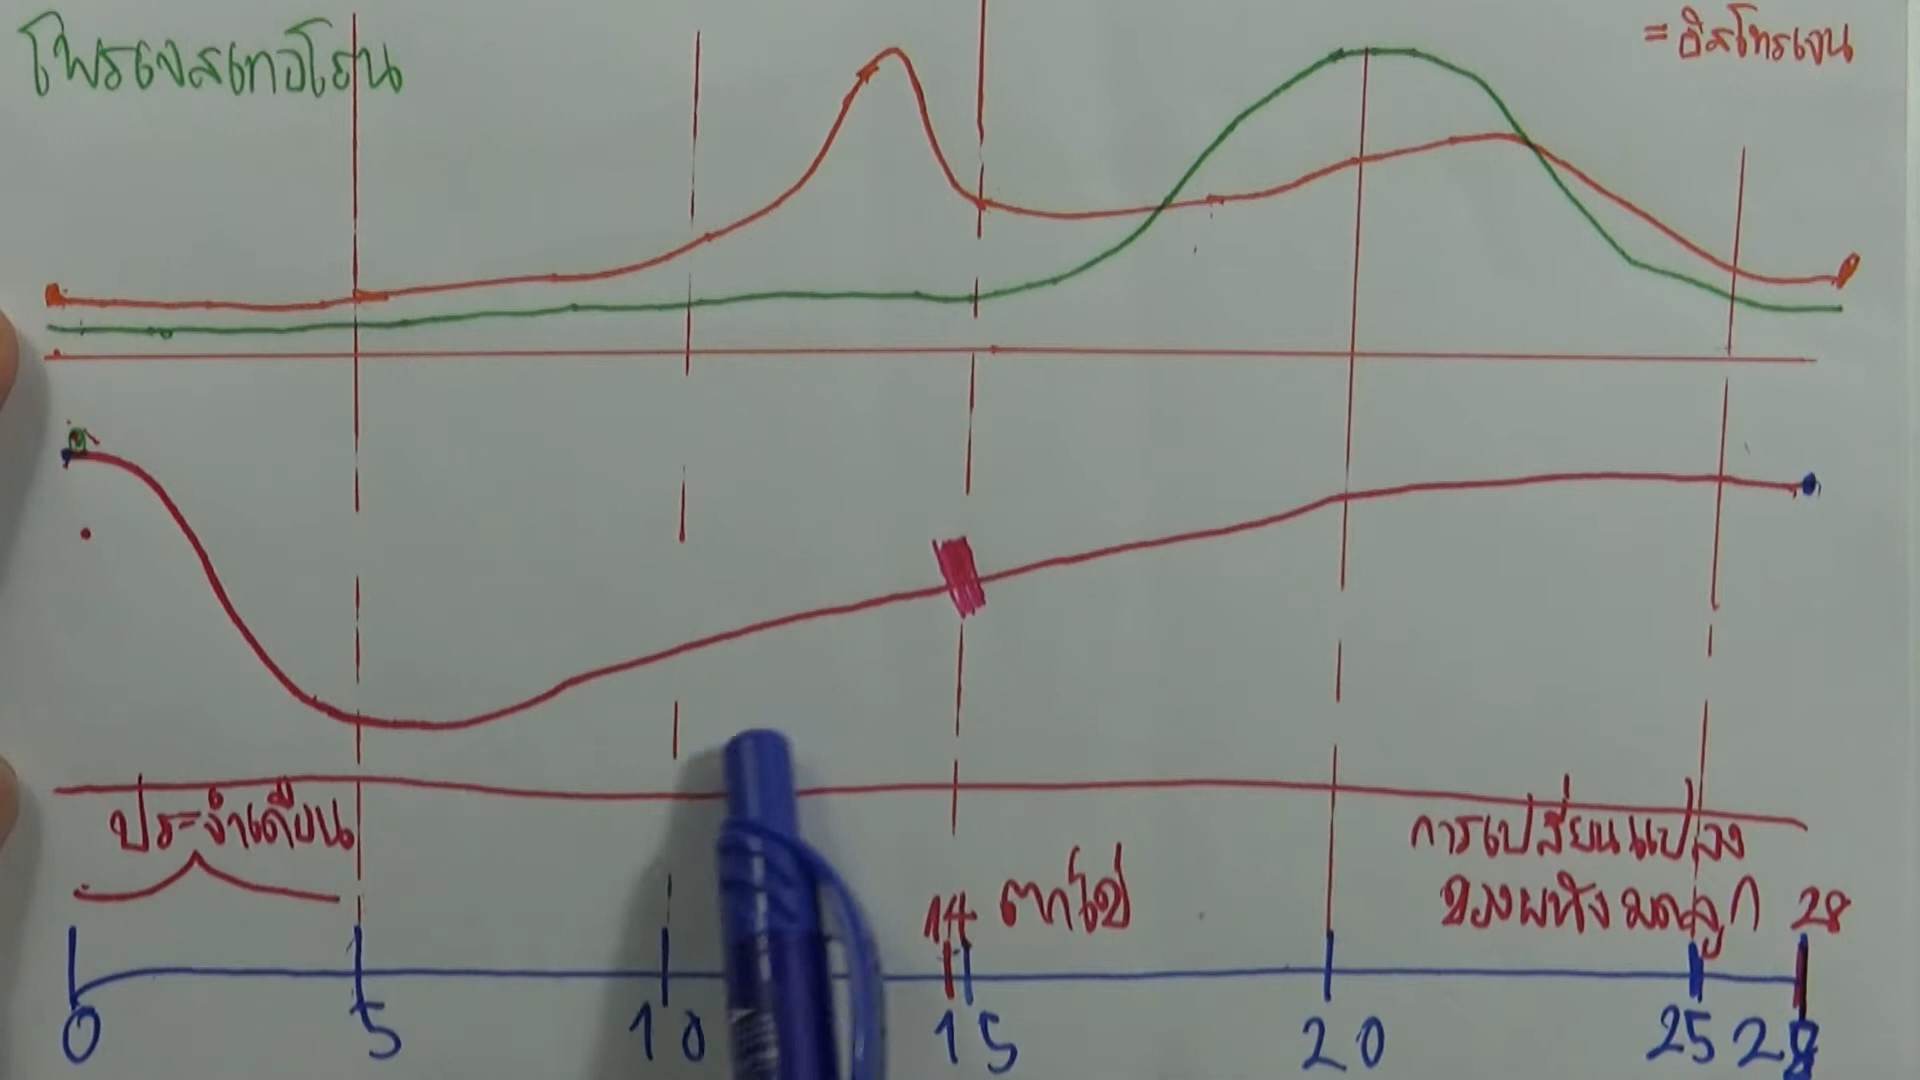 โพรเจสเทอโรน
= อีสโทรเจน
ประจำเดือน
การเปลี่ยนแปลง
ของผนังมดลูก
14 ตกไข่
28
0 5 10 15 20 25 28